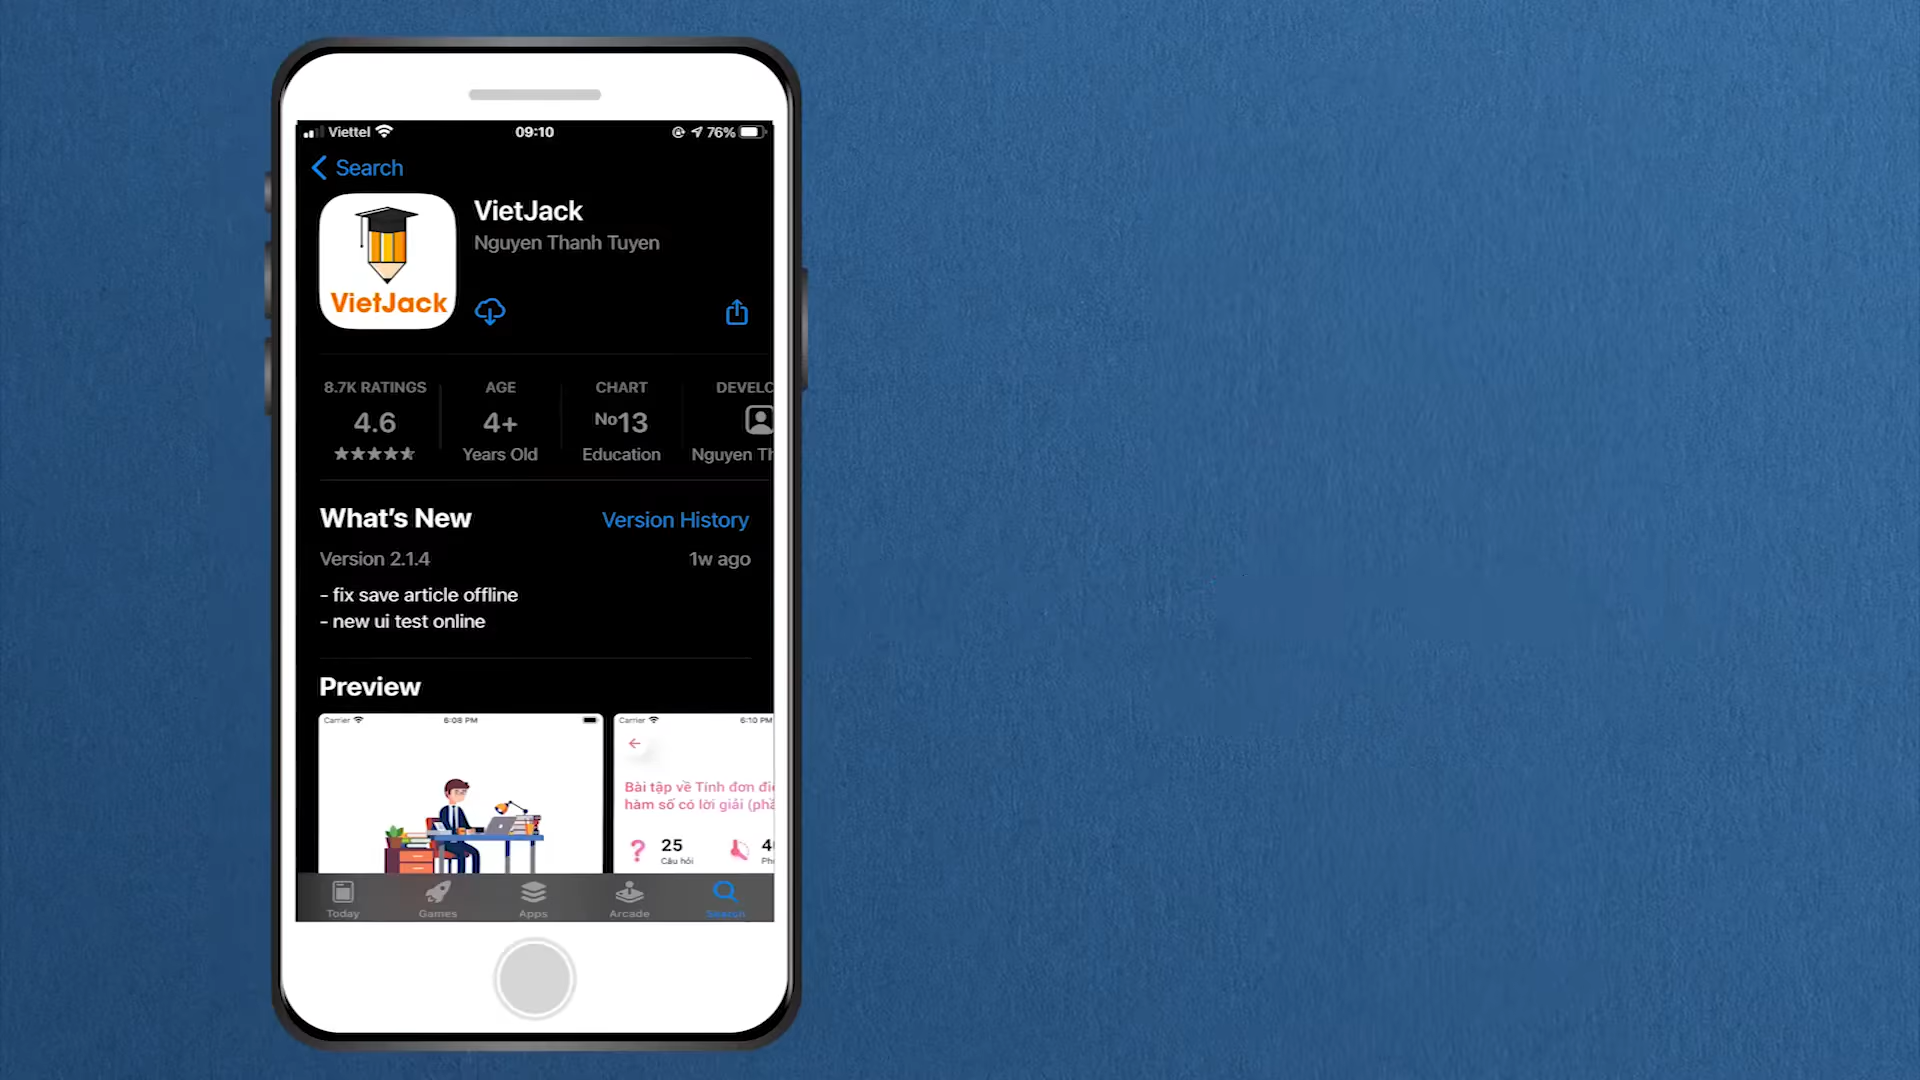 Viettel
09:10
76%
Search
VietJack
Nguyen Thanh Tuyen
VietJack
8.7K RATINGS
4.6
AGE
4+
Years Old
CHART
No13
Education
DEVELO
Nguyen Th
What's New
Version History
Version 2.1.4
1w ago
- fix save article offline
- new ui test online
Preview
Carrier
6:08 PM
Carrier
6:10 PM
Bài tập về Tính đơn đi
hàm số có lời giải (phầ
25
Câu hỏi
Today
Games
Apps
Arcade
Search